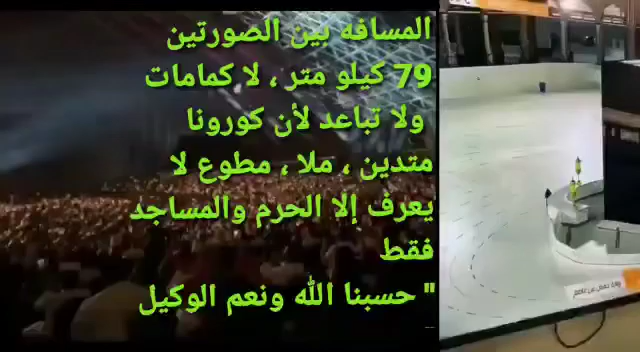 المسافه بين الصورتين
79 كيلو متر ، لا كمامات
ولا تباعد لأن كورونا
متدين ، ملا ، مطوع لا
يعرف إلا الحرم والمساجد
فقط
" حسبنا الله ونعم الوكيل